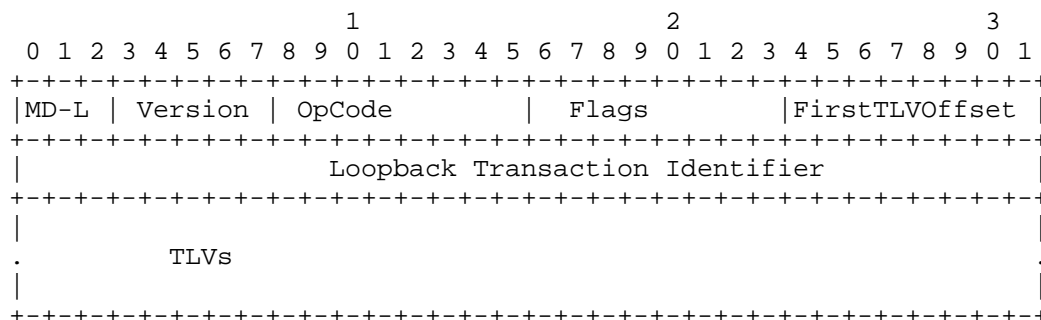 1                   2                   3
 0 1 2 3 4 5 6 7 8 9 0 1 2 3 4 5 6 7 8 9 0 1 2 3 4 5 6 7 8 9 0 1
+-+-+-+-+-+-+-+-+-+-+-+-+-+-+-+-+-+-+-+-+-+-+-+-+-+-+-+-+-+-+-+-+
|MD-L | Version | OpCode        |  Flags        |FirstTLVOffset |
+-+-+-+-+-+-+-+-+-+-+-+-+-+-+-+-+-+-+-+-+-+-+-+-+-+-+-+-+-+-+-+-+
|                   Loopback Transaction Identifier             |
+-+-+-+-+-+-+-+-+-+-+-+-+-+-+-+-+-+-+-+-+-+-+-+-+-+-+-+-+-+-+-+-+
|                                                               |
.         TLVs                                                  .
|                                                               |
+-+-+-+-+-+-+-+-+-+-+-+-+-+-+-+-+-+-+-+-+-+-+-+-+-+-+-+-+-+-+-+-+